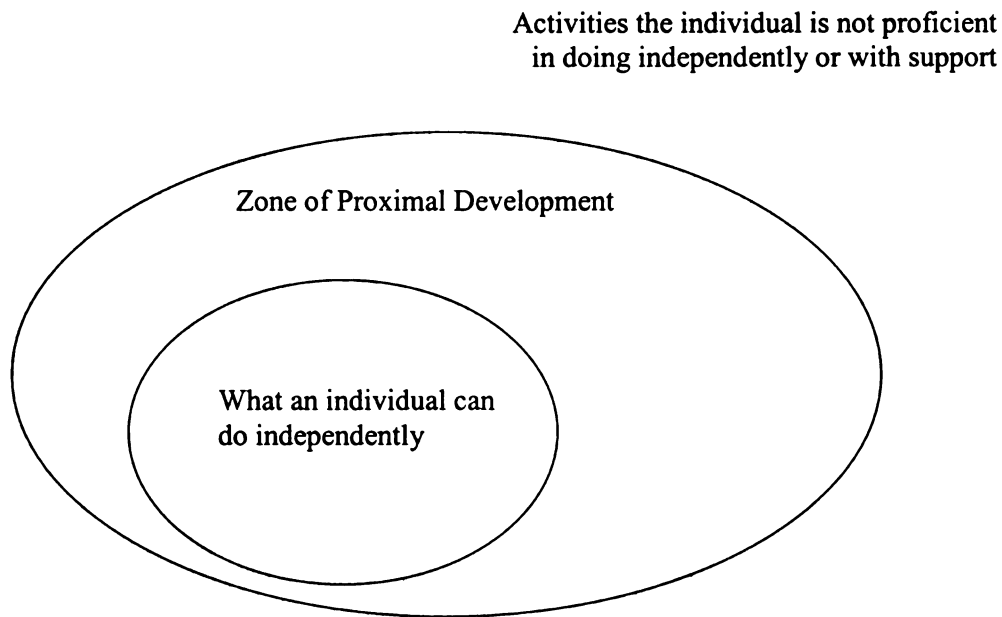 Activities the individual is not proficient
in doing independently or with support
Zone of Proximal Development
What an individual can
do independently